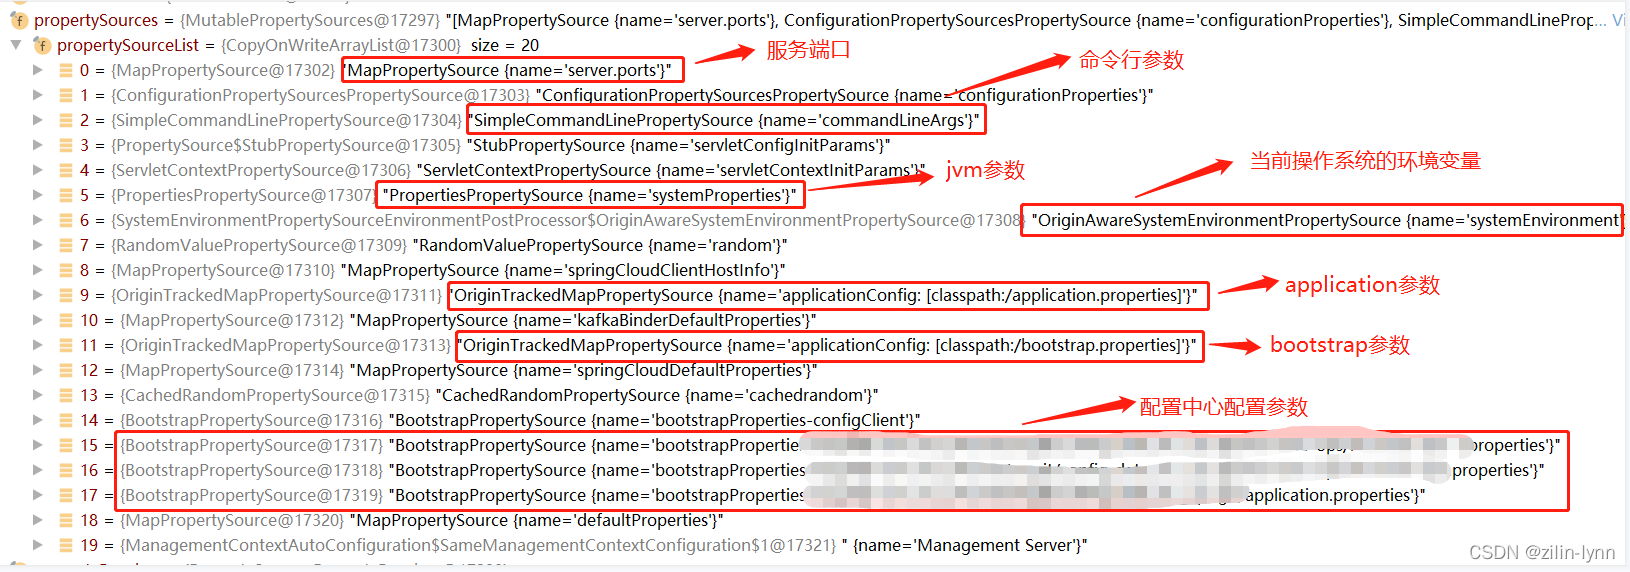 propertySources = {MutablePropertySources@17297} "[MapPropertySource {name='server.ports'}, ConfigurationPropertySourcesPropertySource {name='configurationProperties'}, SimpleCommandLineProp... Vi
propertySourceList = {CopyOnWriteArrayList@17300} size = 20
服务端口
命令行参数
0 = {MapPropertySource@17302} "MapPropertySource {name='server.ports'}"
1 = {ConfigurationPropertySourcesPropertySource@17303} "ConfigurationPropertySourcesPropertySource {name='configurationProperties'}"
2 = {SimpleCommandLinePropertySource@17304} "SimpleCommandLinePropertySource {name='commandLineArgs'}"
3 = {PropertySource$StubPropertySource@17305} "StubPropertySource {name='servletConfigInitParams'}"
当前操作系统的环境变量
4 = {ServletContextPropertySource@17306} "ServletContextPropertySource {name='servletContextInitParams'}"
jvm参数
5 = {PropertiesPropertySource@17307} "PropertiesPropertySource {name='systemProperties'}"
6 = {SystemEnvironmentPropertySourceEnvironmentPostProcessor$OriginAwareSystemEnvironmentPropertySource@17308} "OriginAwareSystemEnvironmentPropertySource {name='systemEnvironment'
7 = {RandomValuePropertySource@17309} "RandomValuePropertySource {name='random'}"
8 = {MapPropertySource@17310} "MapPropertySource {name='springCloudClientHostInfo'}"
9 = {OriginTrackedMapPropertySource@17311} "OriginTrackedMapPropertySource {name='applicationConfig: [classpath:/application.properties]'}"
application参数
10 = {MapPropertySource@17312} "MapPropertySource {name='kafkaBinderDefaultProperties'}"
11 = {OriginTrackedMapPropertySource@17313} "OriginTrackedMapPropertySource {name='applicationConfig: [classpath:/bootstrap.properties]'}"
bootstrap参数
12 = {MapPropertySource@17314} "MapPropertySource {name='springCloudDefaultProperties'}"
13 = {CachedRandomPropertySource@17315} "CachedRandomPropertySource {name='cachedrandom'}"
配置中心配置参数
14 = {BootstrapPropertySource@17316} "BootstrapPropertySource {name='bootstrapProperties-configClient'}"
15 = {BootstrapPropertySource@17317} "BootstrapPropertySource {name='bootstrapProperties properties'}"
16 = {BootstrapPropertySource@17318} "BootstrapPropertySource {name='bootstrapProperties properties'}"
17 = {BootstrapPropertySource@17319} "BootstrapPropertySource {name='bootstrapProperties application.properties'}"
18 = {MapPropertySource@17320} "MapPropertySource {name='defaultProperties'}"
19 = {ManagementContextAutoConfiguration$SameManagementContextConfiguration$1@17321} " {name='Management Server'}"
CSDN @zilin-lynn